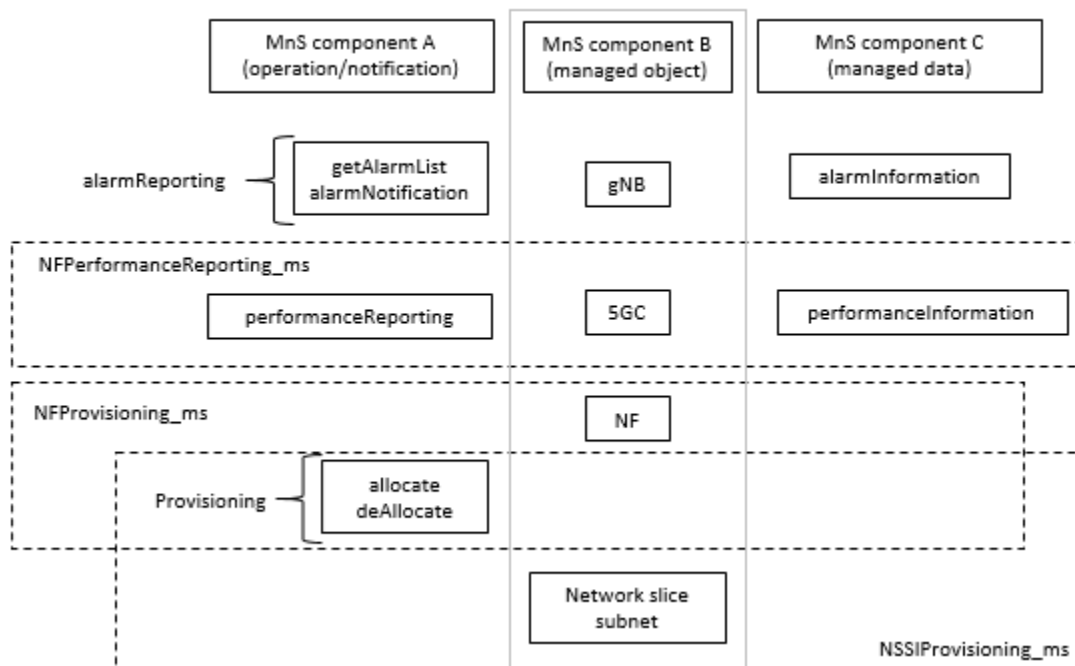 MnS component A
(operation/notification)
MnS component B
(managed object)
MnS component C
(managed data)
alarmReporting
getAlarmList
alarmNotification
gNB
alarmInformation
NFPerformanceReporting_ms
performanceReporting
5GC
performanceInformation
NFProvisioning_ms
NF
Provisioning
allocate
deAllocate
Network slice
subnet
NSSIProvisioning_ms